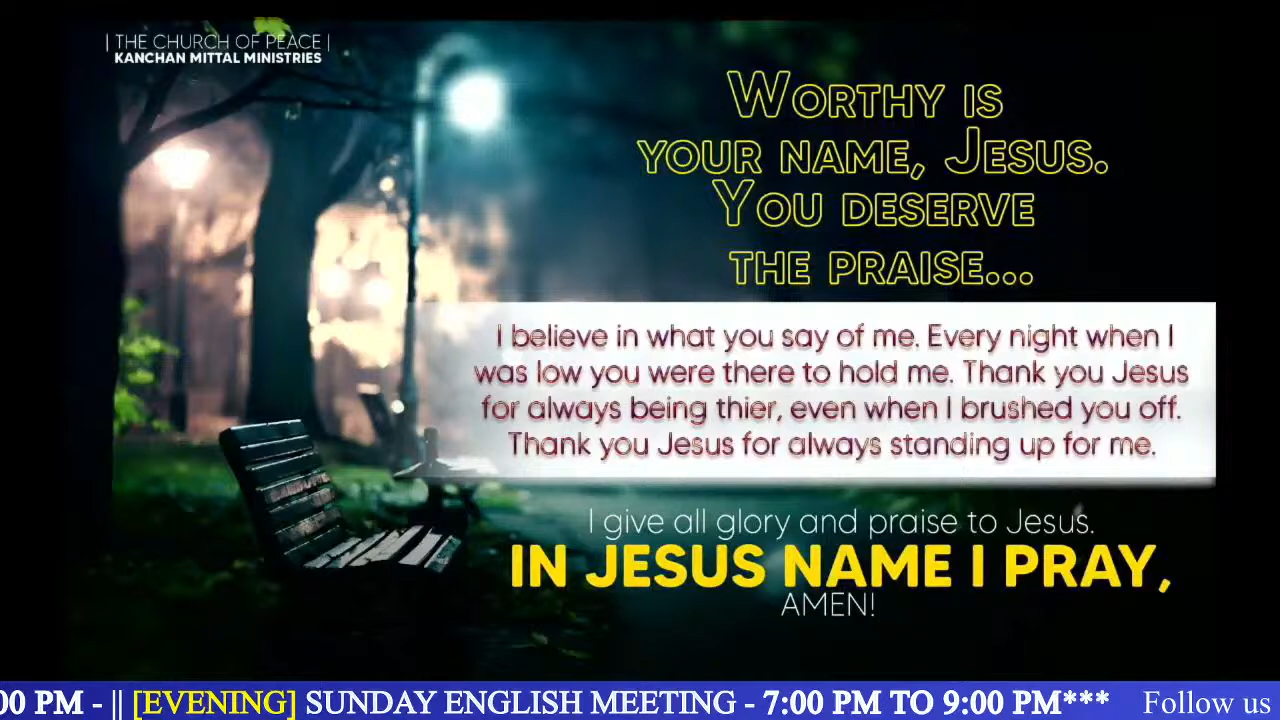 | THE CHURCH OF PEACE |
KANCHAN MITTAL MINISTRIES
WORTHY IS
YOUR NAME, JESUS.
YOU DESERVE
THE PRAISE...
I believe in what you say of me. Every night when I
was low you were there to hold me. Thank you Jesus
for always being thier, even when I brushed you off.
Thank you Jesus for always standing up for me.
I give all glory and praise to Jesus.
IN JESUS NAME I PRAY,
AMEN!
00 PM - || [EVENING] SUNDAY ENGLISH MEETING - 7:00 PM TO 9:00 PM*** Follow us